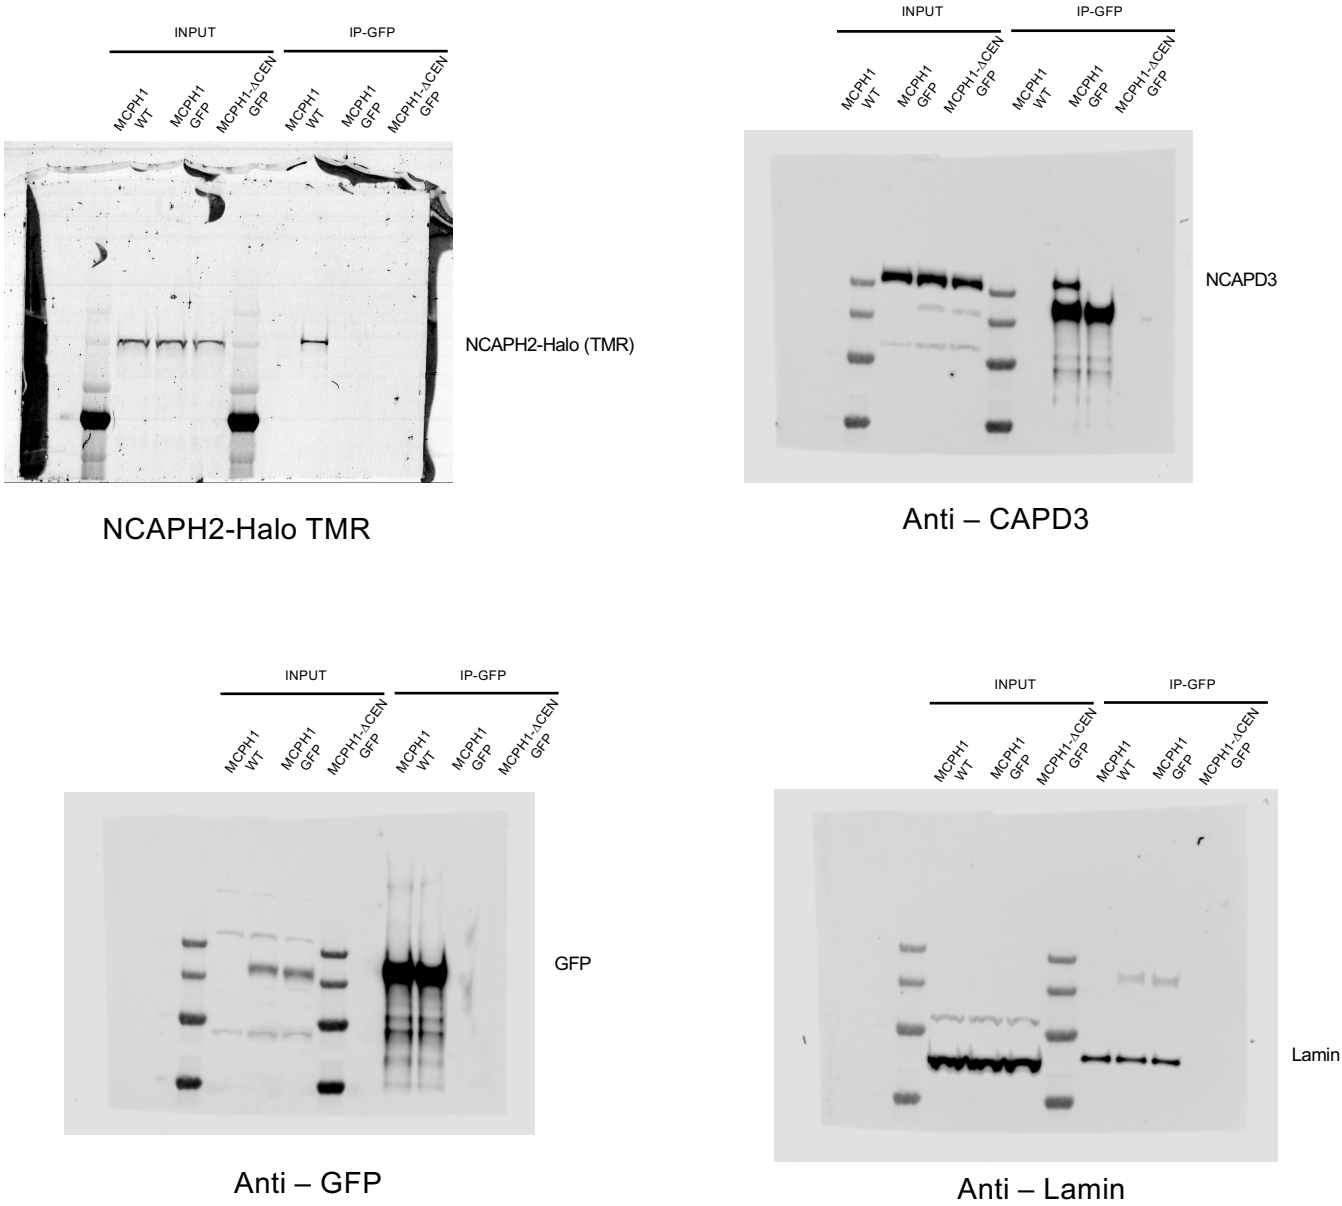 INPUT
IP-GFP
MCPH1
WT
MCPH1
GFP
MCPH1-ΔCEN
GFP
MCPH1
WT
MCPH1
GFP
MCPH1-ΔCEN
GFP
NCAPH2-Halo (TMR)
NCAPH2-Halo TMR
INPUT
IP-GFP
MCPH1
WT
MCPH1
GFP
MCPH1-ΔCEN
GFP
MCPH1
WT
MCPH1
GFP
MCPH1-ΔCEN
GFP
NCAPD3
Anti – CAPD3
INPUT
IP-GFP
MCPH1
WT
MCPH1
GFP
MCPH1-ΔCEN
GFP
MCPH1
WT
MCPH1
GFP
MCPH1-ΔCEN
GFP
GFP
Anti – GFP
INPUT
IP-GFP
MCPH1
WT
MCPH1
GFP
MCPH1-ΔCEN
GFP
MCPH1
WT
MCPH1
GFP
MCPH1-ΔCEN
GFP
Lamin
Anti – Lamin